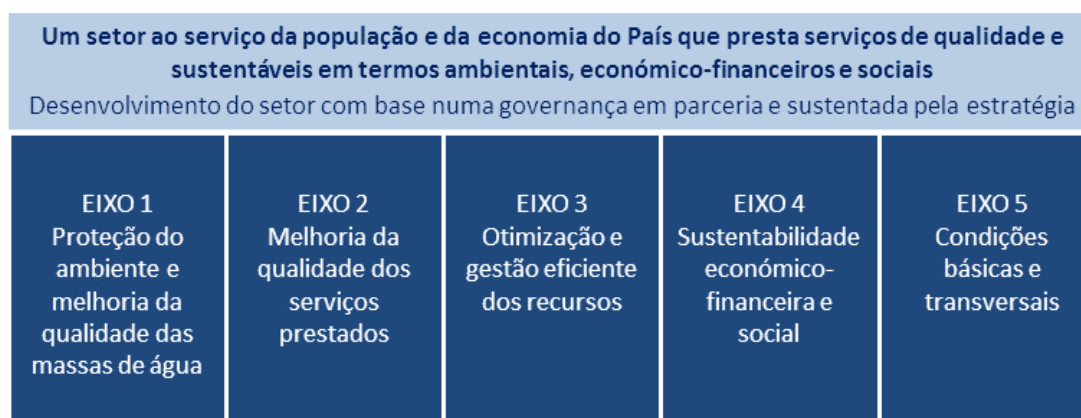 Um setor ao serviço da população e da economia do País que presta serviços de qualidade e
sustentáveis em termos ambientais, económico-financeiros e sociais
Desenvolvimento do setor com base numa governança em parceria e sustentada pela estratégia
EIXO 1
Proteção do
ambiente e
melhoria da
qualidade das
massas de água
EIXO 2
Melhoria da
qualidade dos
serviços
prestados
EIXO 3
Otimização e
gestão eficiente
dos recursos
EIXO 4
Sustentabilidade
económico-
financeira e
social
EIXO 5
Condições
básicas e
transversais